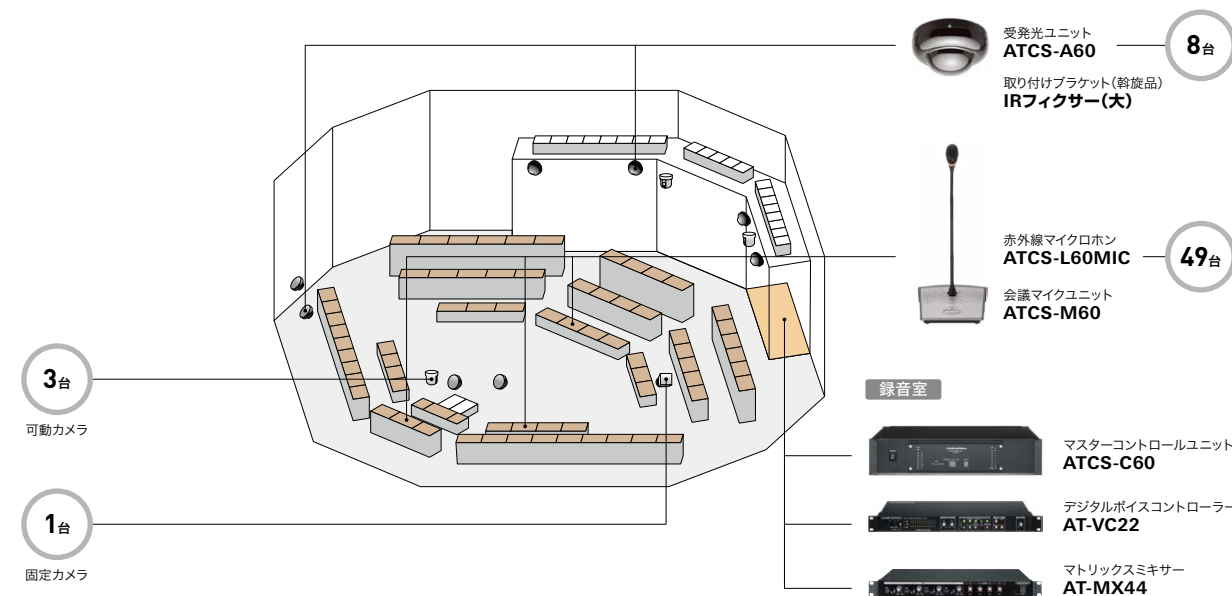 受発光ユニット
ATCS-A60
8台
取り付けブラケット(斡旋品)
IRフィクサー(大)
赤外線マイクロホン
ATCS-L60MIC
49台
会議マイクユニット
ATCS-M60
3台
可動カメラ
1台
固定カメラ
録音室
マスターコントロールユニット
ATCS-C60
デジタルボイスコントローラー
AT-VC22
マトリックスミキサー
AT-MX44